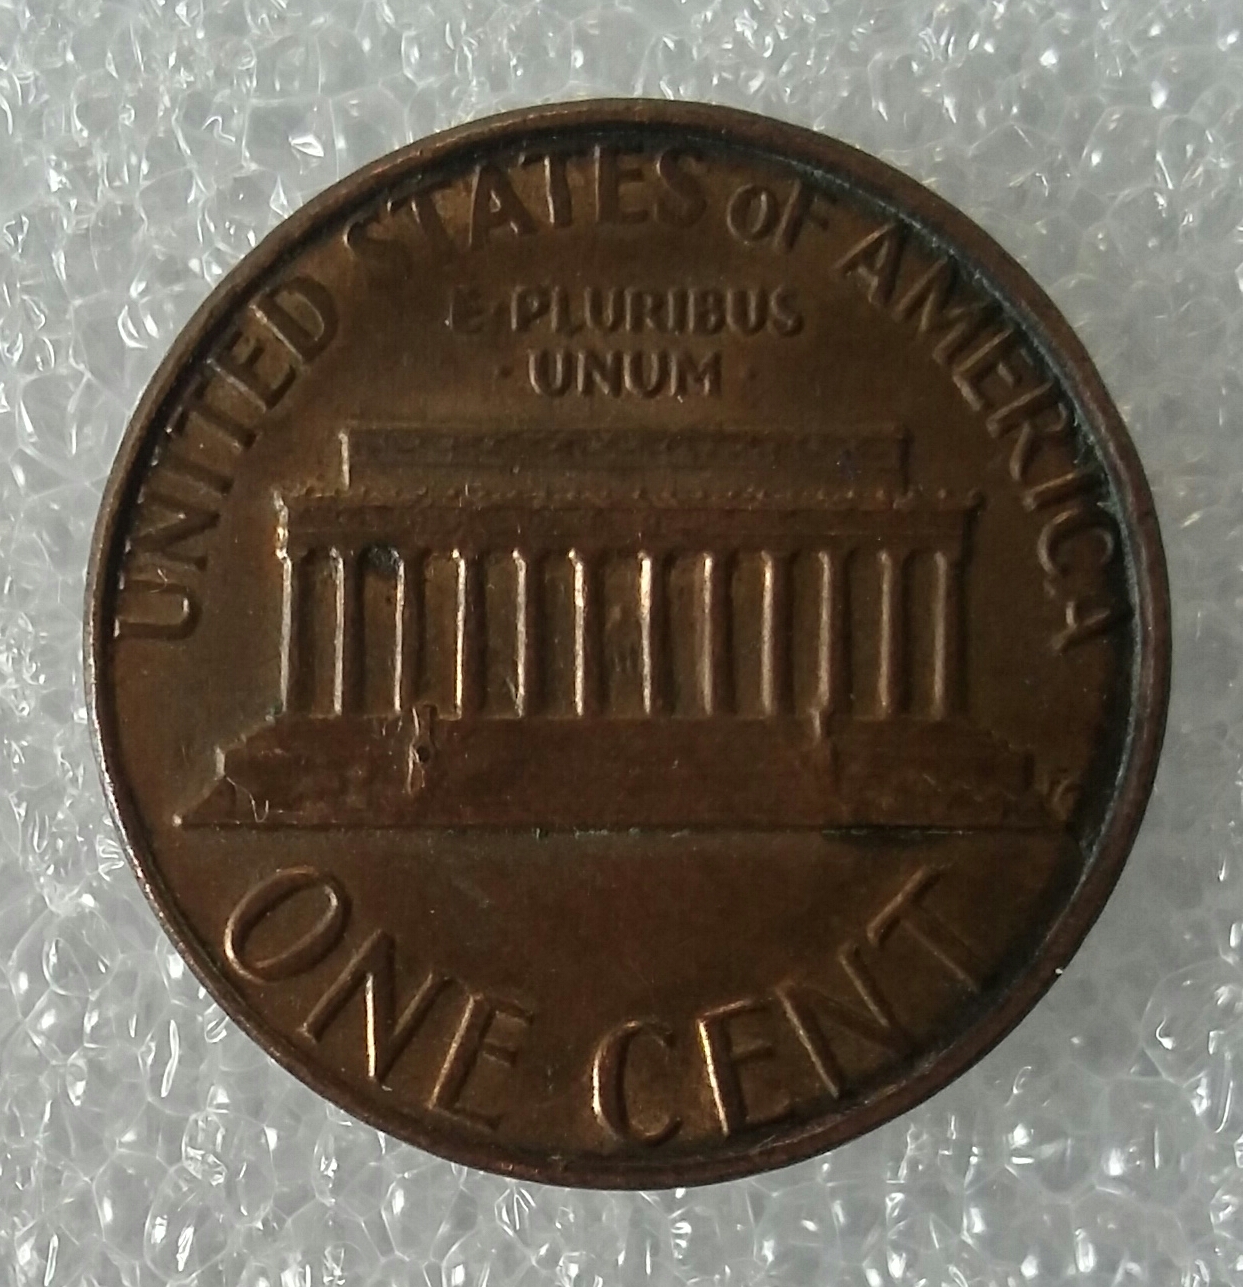 UNITED STATES OF AMERICA
E·PLURIBUS
·UNUM·
ONE CENT